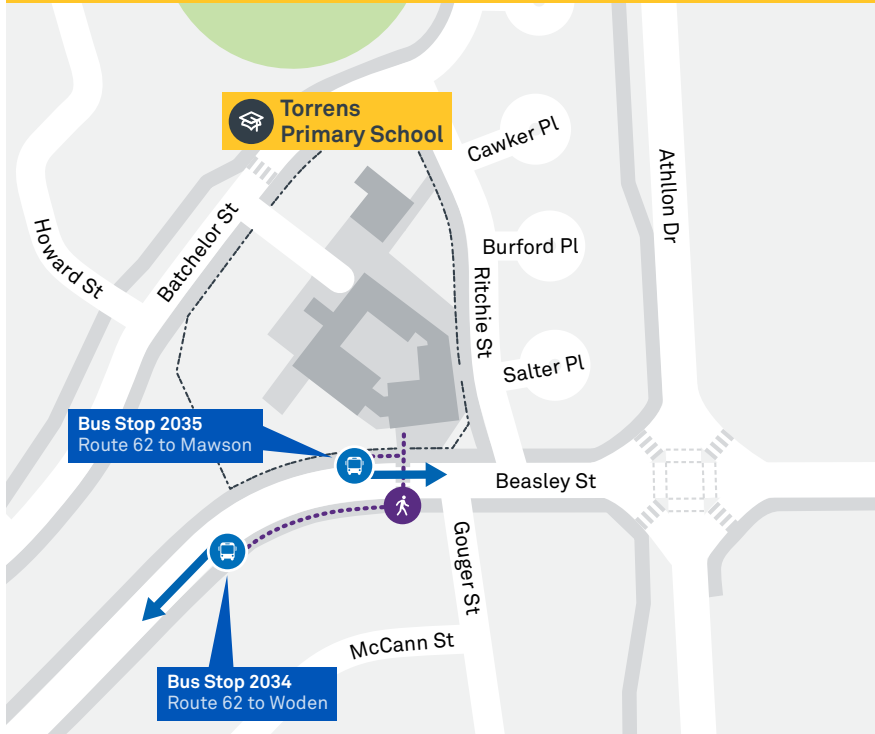 Torrens
Primary School
Cawker Pl
Athllon Dr
Batchelor St
Howard St
Burford Pl
Ritchie St
Salter Pl
Bus Stop 2035
Route 62 to Mawson
Beasley St
Gouger St
McCann St
Bus Stop 2034
Route 62 to Woden